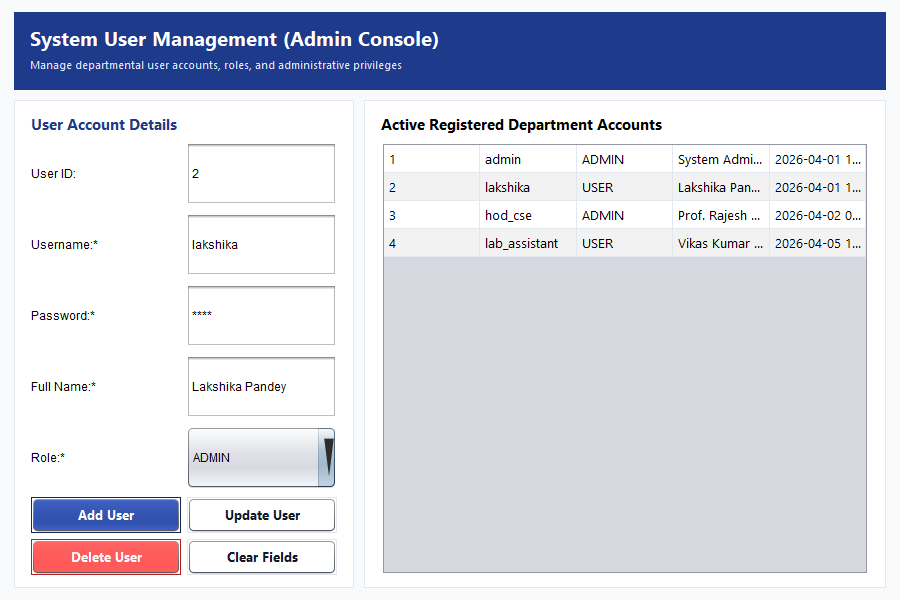 System User Management (Admin Console)
Manage departmental user accounts, roles, and administrative privileges
User Account Details
User ID:
2
Username:*
lakshika
Password:*
****
Full Name:*
Lakshika Pandey
Role:*
ADMIN
Add User
Update User
Delete User
Clear Fields
Active Registered Department Accounts
1 admin ADMIN System Admi... 2026-04-01 1...
2 lakshika USER Lakshika Pan... 2026-04-01 1...
3 hod_cse ADMIN Prof. Rajesh ... 2026-04-02 0...
4 lab_assistant USER Vikas Kumar ... 2026-04-05 1...